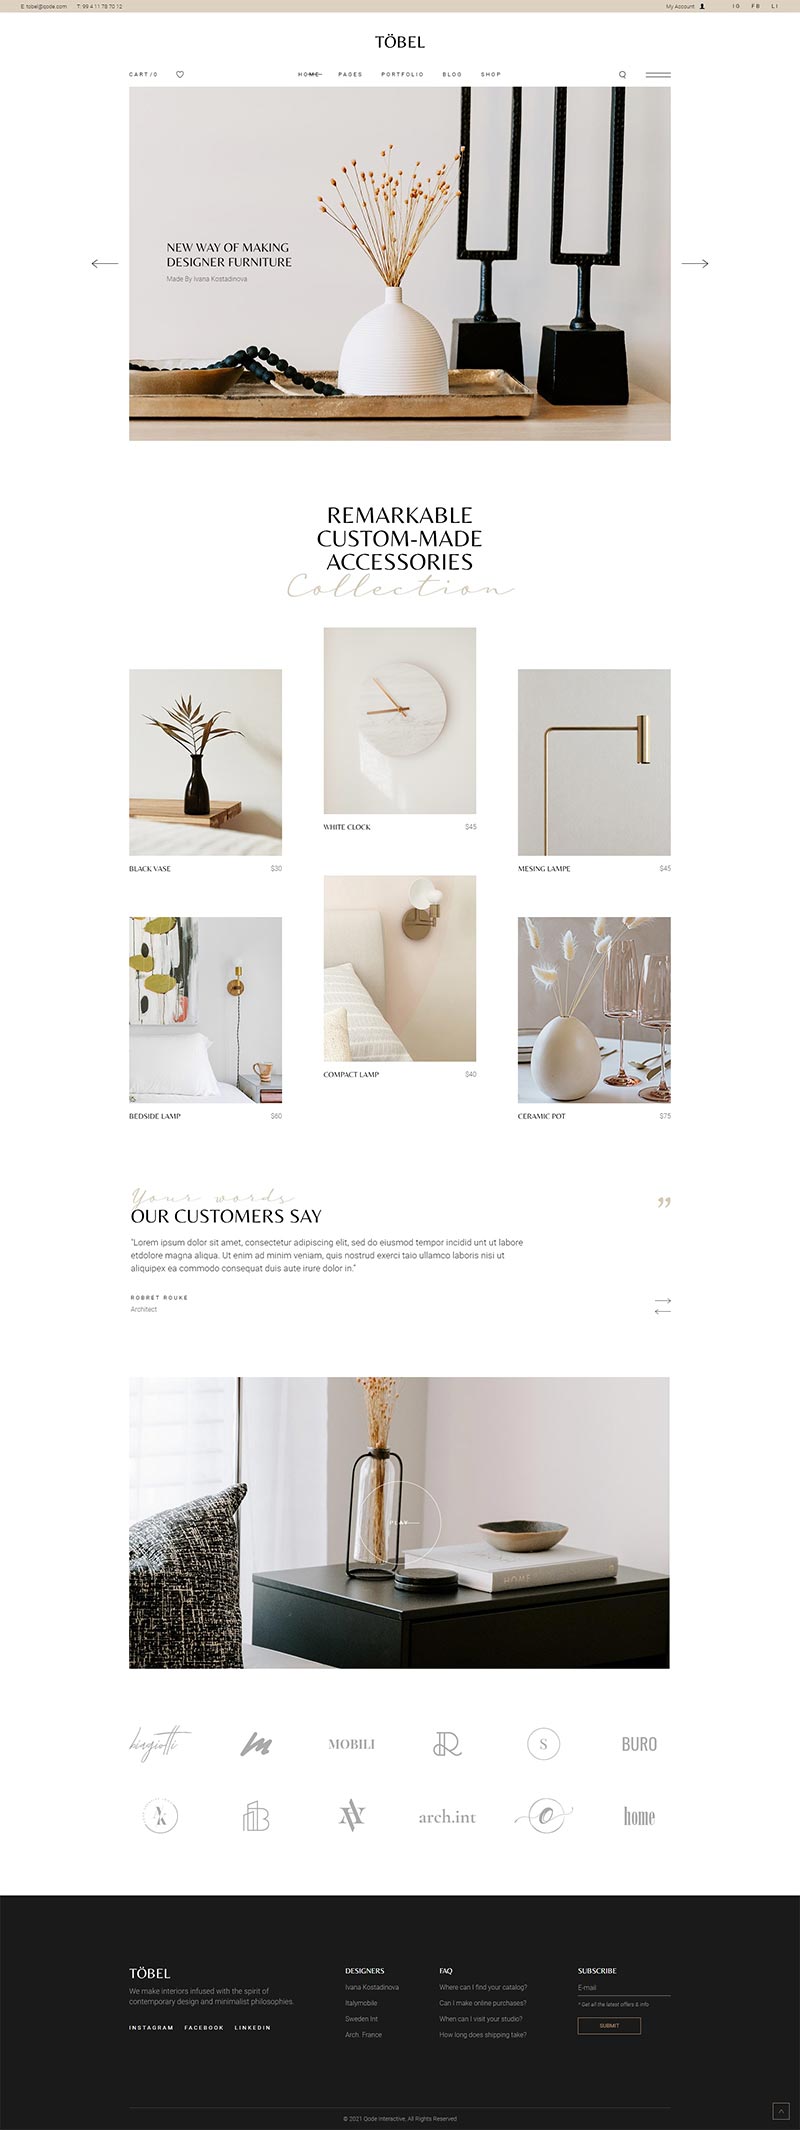 E: tobel@qode.com T: 99 4 11 78 70 12 My Account IG FB LI
TÖBEL
CART/0 HOME PAGES PORTFOLIO BLOG SHOP
NEW WAY OF MAKING
DESIGNER FURNITURE
Made By Ivana Kostadinova
REMARKABLE
CUSTOM-MADE
ACCESSORIES
Collection
WHITE CLOCK $45
BLACK VASE $30
MESING LAMPE $45
COMPACT LAMP $40
BEDSIDE LAMP $60
CERAMIC POT $75
Your words
OUR CUSTOMERS SAY
"Lorem ipsum dolor sit amet, consectetur adipiscing elit, sed do eiusmod tempor incidid unt ut labore
etdolore magna aliqua. Ut enim ad minim veniam, quis nostrud exerci taio ullamco laboris nisi ut
aliquipex ea commodo consequat duis aute irure dolor in."
ROBRET ROUKE
Architect
PLAY
HOME
biagiotti
MOBILI
R
S
BURO
K
B
arch.int
O
home
TÖBEL
We make interiors infused with the spirit of
contemporary design and minimalist philosophies.
INSTAGRAM FACEBOOK LINKEDIN
DESIGNERS
Ivana Kostadinova
Italymobile
Sweden Int
Arch. France
FAQ
Where can I find your catalog?
Can I make online purchases?
When can I visit your studio?
How long does shipping take?
SUBSCRIBE
E-mail
* Get all the latest offers & info
SUBMIT
© 2021 Qode Interactive, All Rights Reserved